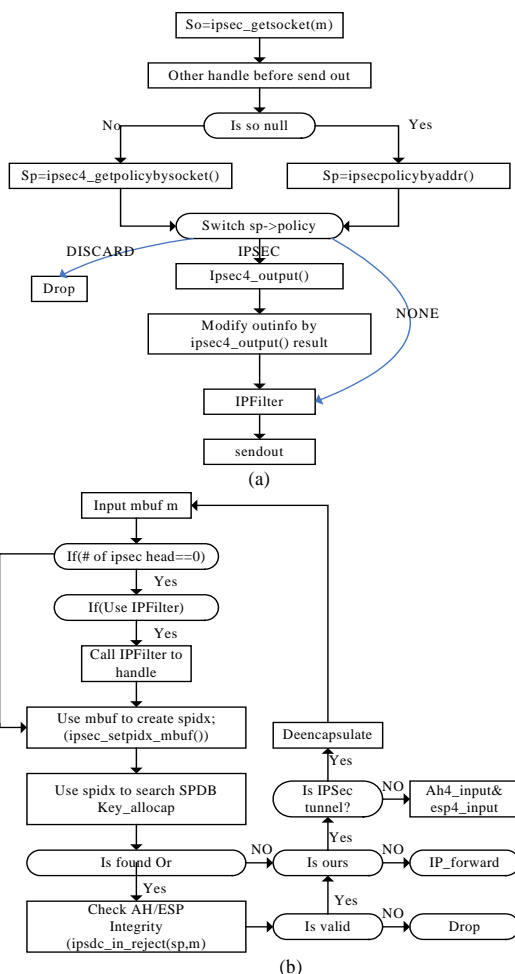 So=ipsec_getsocket(m)
Other handle before send out
Is so null
No
Yes
Sp=ipsec4_getpolicybysocket()
Sp=ipsecpolicybyaddr()
Switch sp->policy
DISCARD
IPSEC
Drop
Ipsec4_output()
NONE
Modify outinfo by
ipsec4_output() result
IPFilter
sendout
(a)
Input mbuf m
If(# of ipsec head==0)
Yes
If(Use IPFilter)
Yes
Call IPFilter to
handle
Use mbuf to create spidx;
(ipsec_setpidx_mbuf())
Deencapsulate
Yes
Use spidx to search SPDB
Key_allocap
Is IPSec
tunnel?
NO
Ah4_input&
esp4_input
Yes
Is found Or
NO
Is ours
NO
IP_forward
Yes
Yes
Check AH/ESP
Integrity
(ipsdc_in_reject(sp,m)
Is valid
NO
Drop
(b)